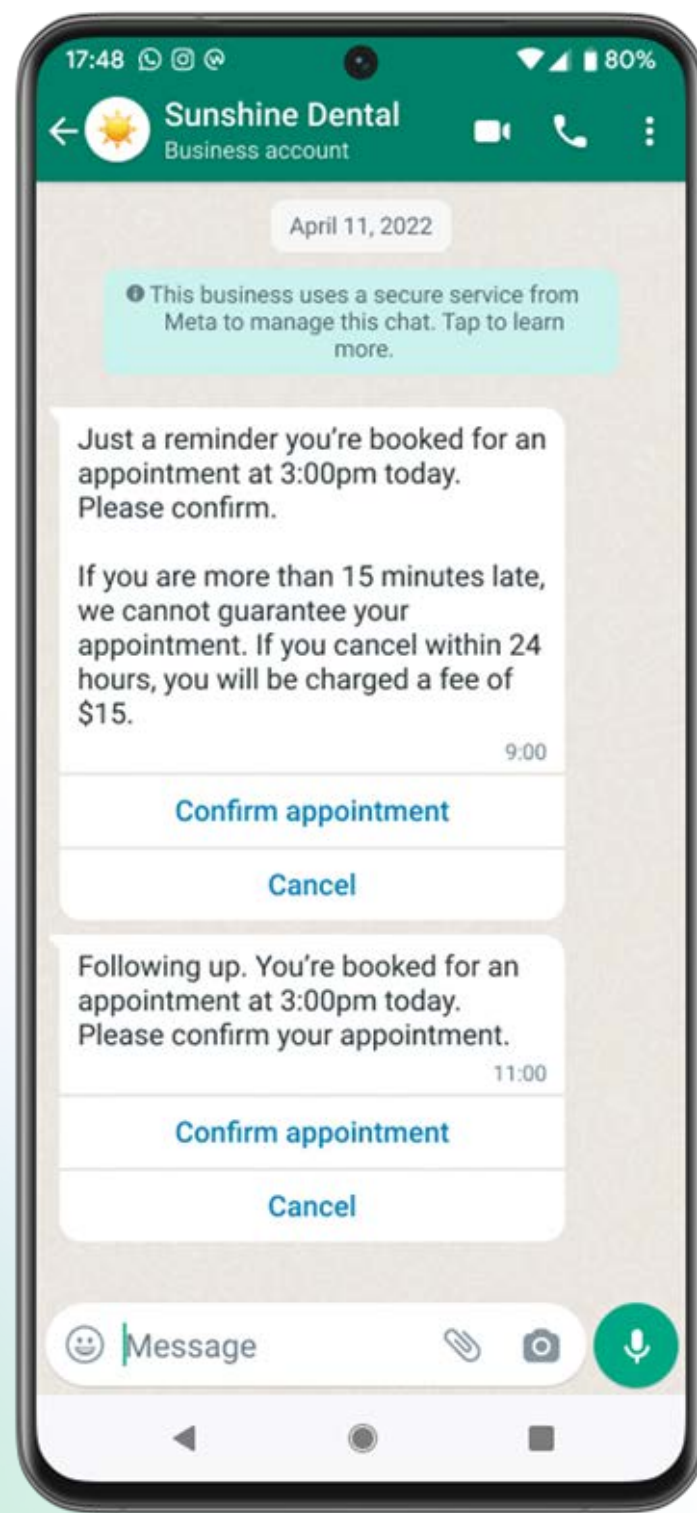 17:48 80%
Sunshine Dental
Business account
April 11, 2022
This business uses a secure service from
Meta to manage this chat. Tap to learn
more.
Just a reminder you’re booked for an
appointment at 3:00pm today.
Please confirm.
If you are more than 15 minutes late,
we cannot guarantee your
appointment. If you cancel within 24
hours, you will be charged a fee of
$15.
9:00
Confirm appointment
Cancel
Following up. You’re booked for an
appointment at 3:00pm today.
Please confirm your appointment.
11:00
Confirm appointment
Cancel
Message